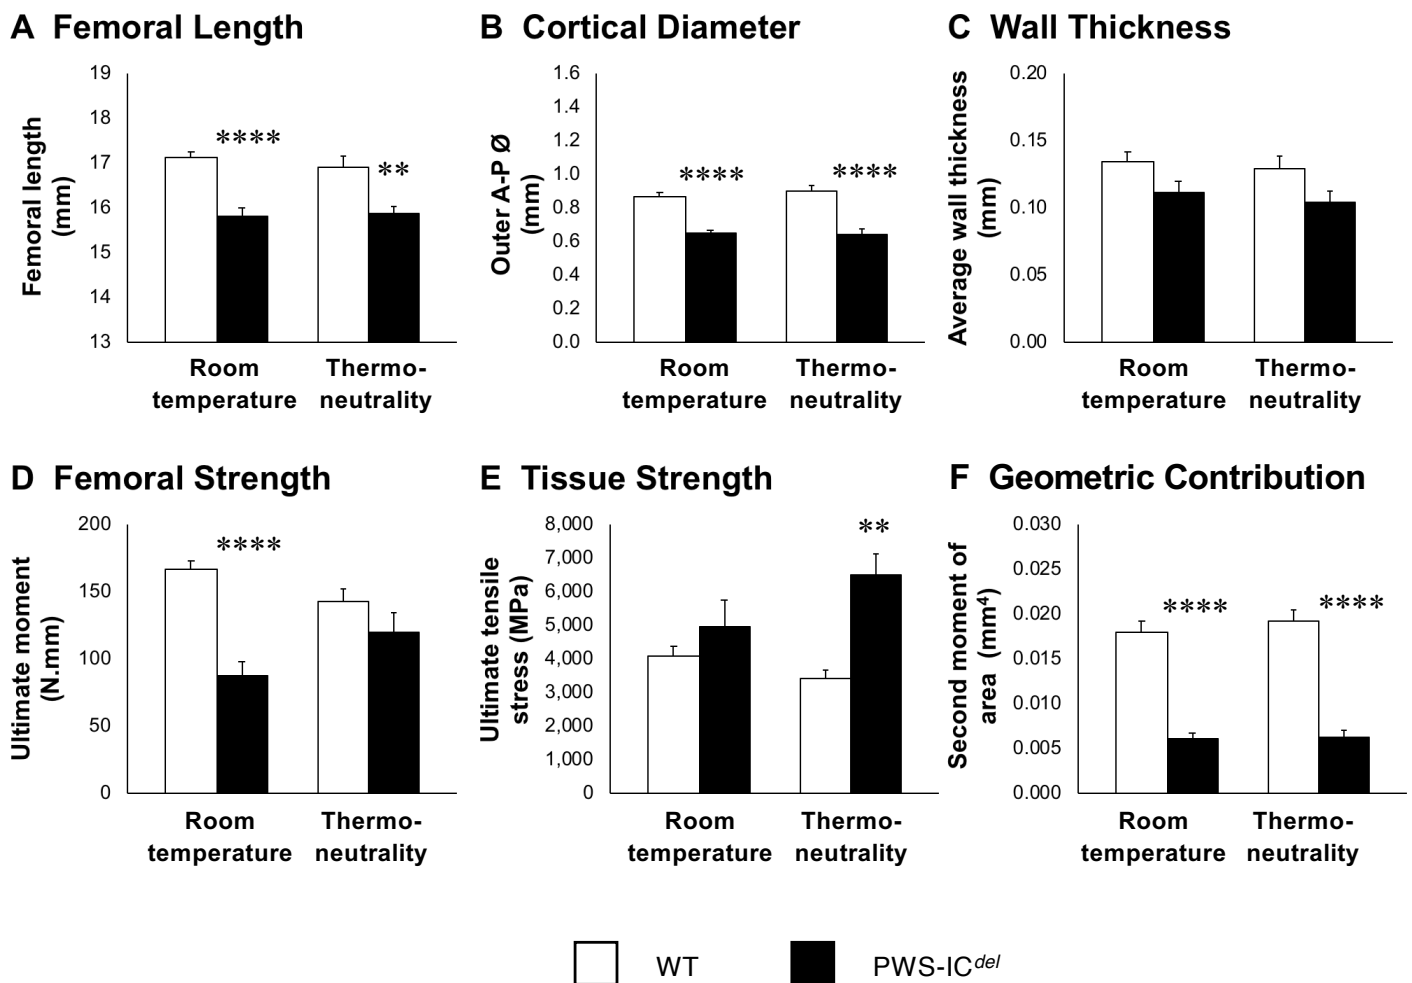 A Femoral Length
Femoral length
(mm)
19
18
17
16
15
14
13
****
**
Room
temperature
Thermo-
neutrality
B Cortical Diameter
Outer A-P Ø
(mm)
1.6
1.4
1.2
1.0
0.8
0.6
0.4
0.2
0.0
****
****
Room
temperature
Thermo-
neutrality
C Wall Thickness
Average wall thickness
(mm)
0.20
0.15
0.10
0.05
0.00
Room
temperature
Thermo-
neutrality
D Femoral Strength
Ultimate moment
(N.mm)
200
150
100
50
0
****
Room
temperature
Thermo-
neutrality
E Tissue Strength
Ultimate tensile
stress (MPa)
8,000
7,000
6,000
5,000
4,000
3,000
2,000
1,000
0
**
Room
temperature
Thermo-
neutrality
F Geometric Contribution
Second moment of
area (mm⁴)
0.030
0.025
0.020
0.015
0.010
0.005
0.000
****
****
Room
temperature
Thermo-
neutrality
WT
PWS-ICdel